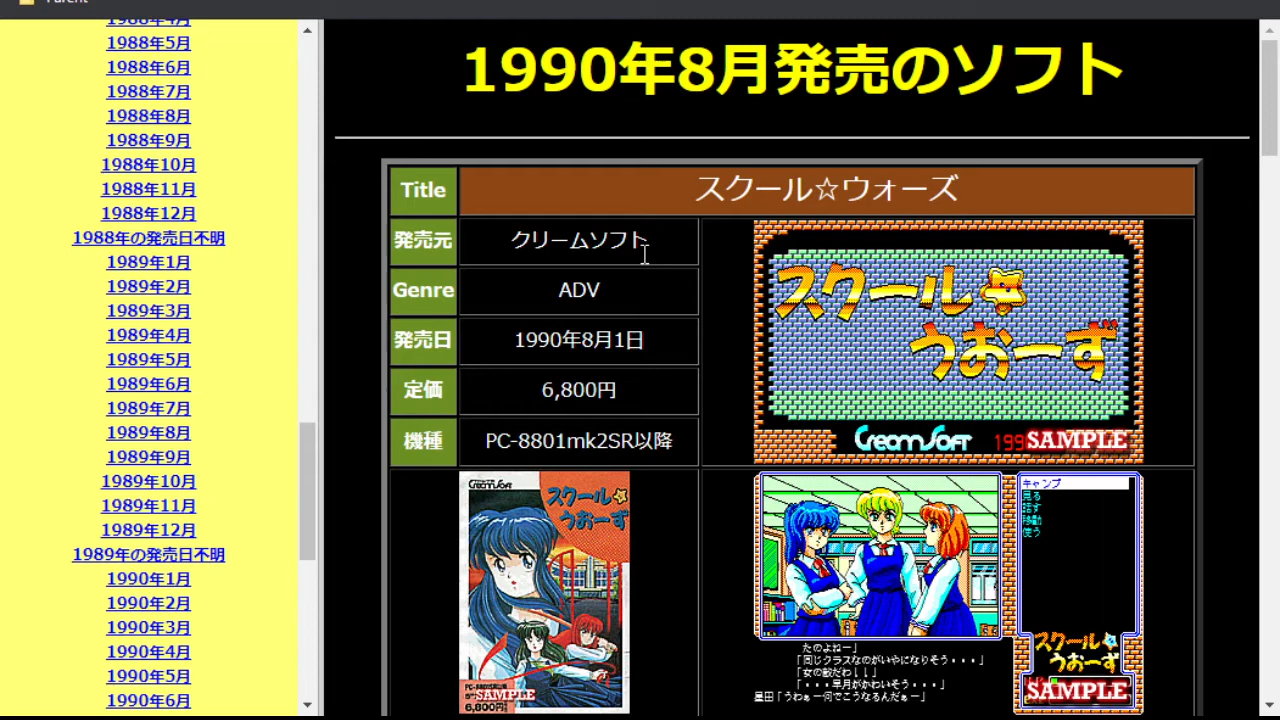 Parent
1988年4月
1988年5月
1988年6月
1988年7月
1988年8月
1988年9月
1988年10月
1988年11月
1988年12月
1988年の発売日不明
1989年1月
1989年2月
1989年3月
1989年4月
1989年5月
1989年6月
1989年7月
1989年8月
1989年9月
1989年10月
1989年11月
1989年12月
1989年の発売日不明
1990年1月
1990年2月
1990年3月
1990年4月
1990年5月
1990年6月
1990年8月発売のソフト
Title スクール☆ウォーズ
発売元 クリームソフト
Genre ADV
発売日 1990年8月1日
定価 6,800円
機種 PC-8801mk2SR以降
スクール☆
うおーず
CreamSoft 199
SAMPLE
CreamSoft
スクール☆
うおーず
SAMPLE
6,800円
キャンプ
見る
話す
移動
使う
たのよねー」
「同じクラスなのがいやになりそう・・・」
「女の敵だわ!!」
「・・・早月がかわいそう・・・」
星田「うわぁー何でこうなるんだぁー」
スクール☆
うおーず
SAMPLE